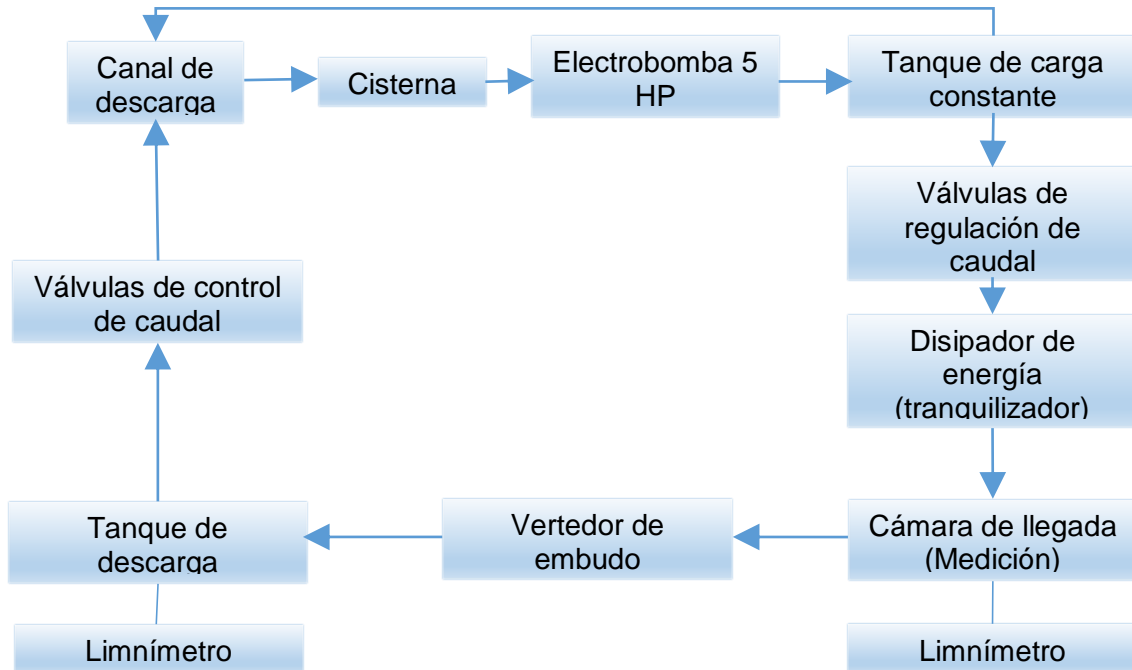 Canal de
descarga
Cisterna
Electrobomba 5
HP
Tanque de carga
constante
Válvulas de
regulación de
caudal
Válvulas de control
de caudal
Disipador de
energía
(tranquilizador)
Tanque de
descarga
Vertedor de
embudo
Cámara de llegada
(Medición)
Limnímetro
Limnímetro